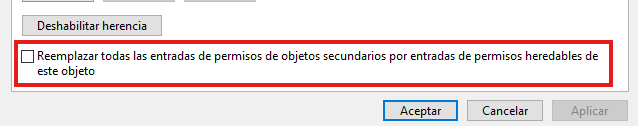 Deshabilitar herencia
Reemplazar todas las entradas de permisos de objetos secundarios por entradas de permisos heredables de
este objeto
Aceptar Cancelar Aplicar